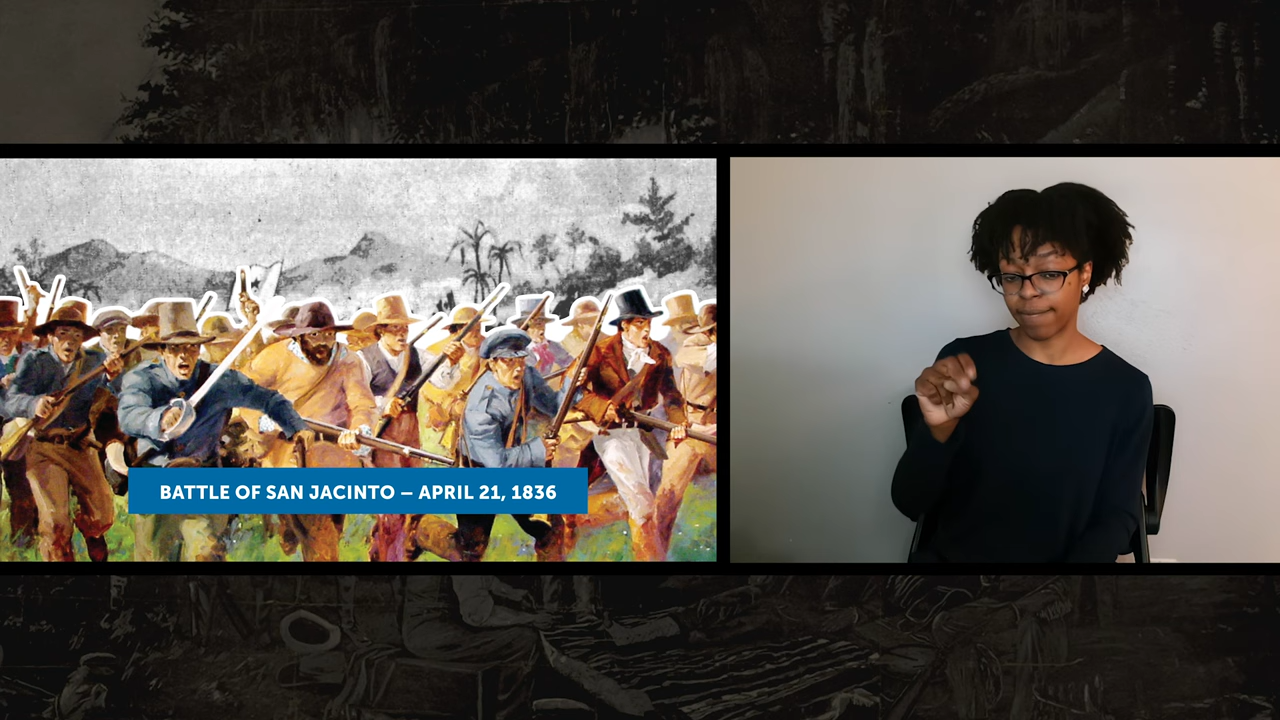 BATTLE OF SAN JACINTO – APRIL 21, 1836